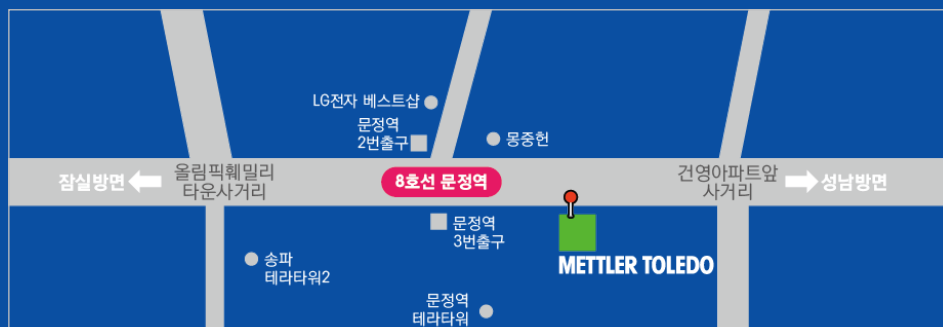 LG전자 베스트샵
문정역
2번출구
몽중헌
잠실방면
올림픽훼밀리
타운사거리
8호선 문정역
건영아파트앞
사거리
성남방면
문정역
3번출구
송파
테라타워2
METTLER TOLEDO
문정역
테라타워